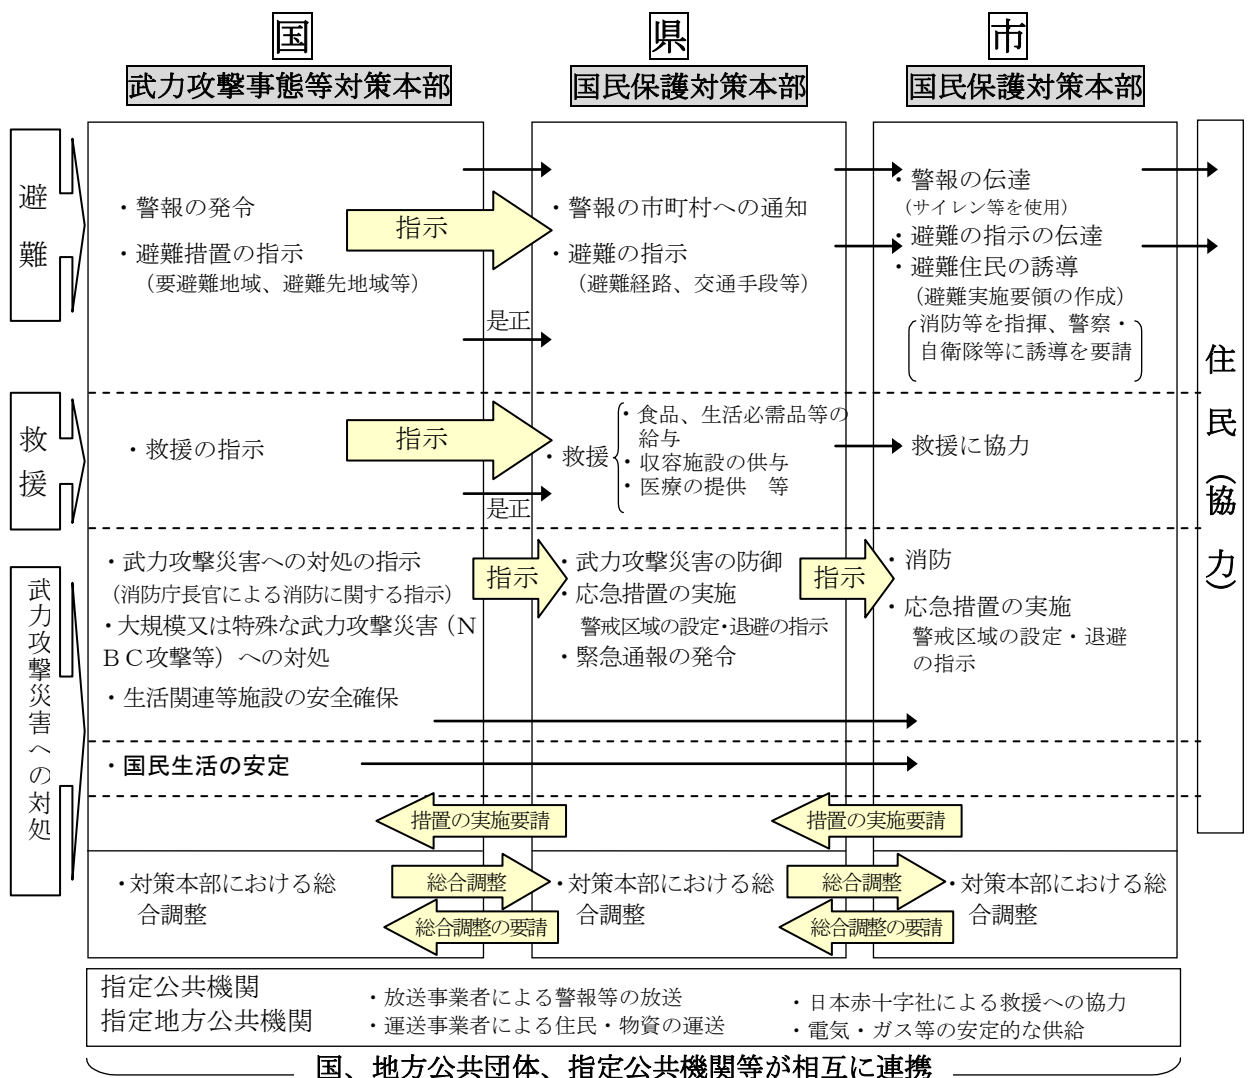 国
県
市
武力攻撃事態等対策本部
国民保護対策本部
国民保護対策本部
避難
・警報の発令
・避難措置の指示
（要避難地域、避難先地域等）
指示
是正
・警報の市町村への通知
・避難の指示
（避難経路、交通手段等）
・警報の伝達
（サイレン等を使用）
・避難の指示の伝達
・避難住民の誘導
（避難実施要領の作成）
消防等を指揮、警察・
自衛隊等に誘導を要請
住民（協力）
救援
・救援の指示
指示
是正
・救援
・食品、生活必需品等の
給与
・収容施設の供与
・医療の提供　等
救援に協力
武力攻撃災害への対処
・武力攻撃災害への対処の指示
（消防庁長官による消防に関する指示）
・大規模又は特殊な武力攻撃災害（Ｎ
ＢＣ攻撃等）への対処
・生活関連等施設の安全確保
指示
・武力攻撃災害の防御
・応急措置の実施
警戒区域の設定・退避の指示
・緊急通報の発令
指示
・消防
・応急措置の実施
警戒区域の設定・退避
の指示
・国民生活の安定
措置の実施要請
措置の実施要請
・対策本部における総
合調整
総合調整
総合調整の要請
・対策本部における総
合調整
総合調整
総合調整の要請
・対策本部における総
合調整
指定公共機関
指定地方公共機関
・放送事業者による警報等の放送
・運送事業者による住民・物資の運送
・日本赤十字社による救援への協力
・電気・ガス等の安定的な供給
国、地方公共団体、指定公共機関等が相互に連携